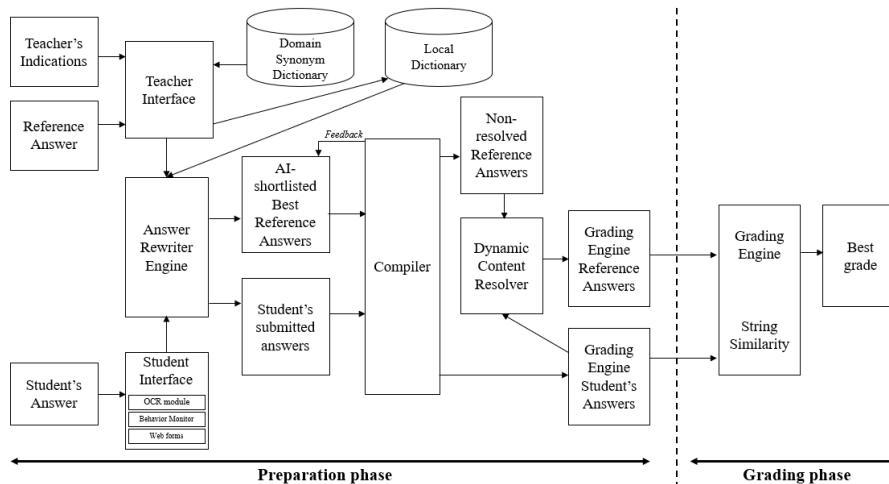 Teacher's
Indications
Reference
Answer
Teacher
Interface
Domain
Synonym
Dictionary
Local
Dictionary
Feedback
Answer
Rewriter
Engine
AI-
shortlisted
Best
Reference
Answers
Student's
submitted
answers
Compiler
Non-
resolved
Reference
Answers
Dynamic
Content
Resolver
Grading
Engine
Reference
Answers
Grading
Engine
Student's
Answers
Grading
Engine
String
Similarity
Best
grade
Student's
Answer
Student
Interface
OCR module
Behavior Monitor
Web forms
Preparation phase
Grading phase